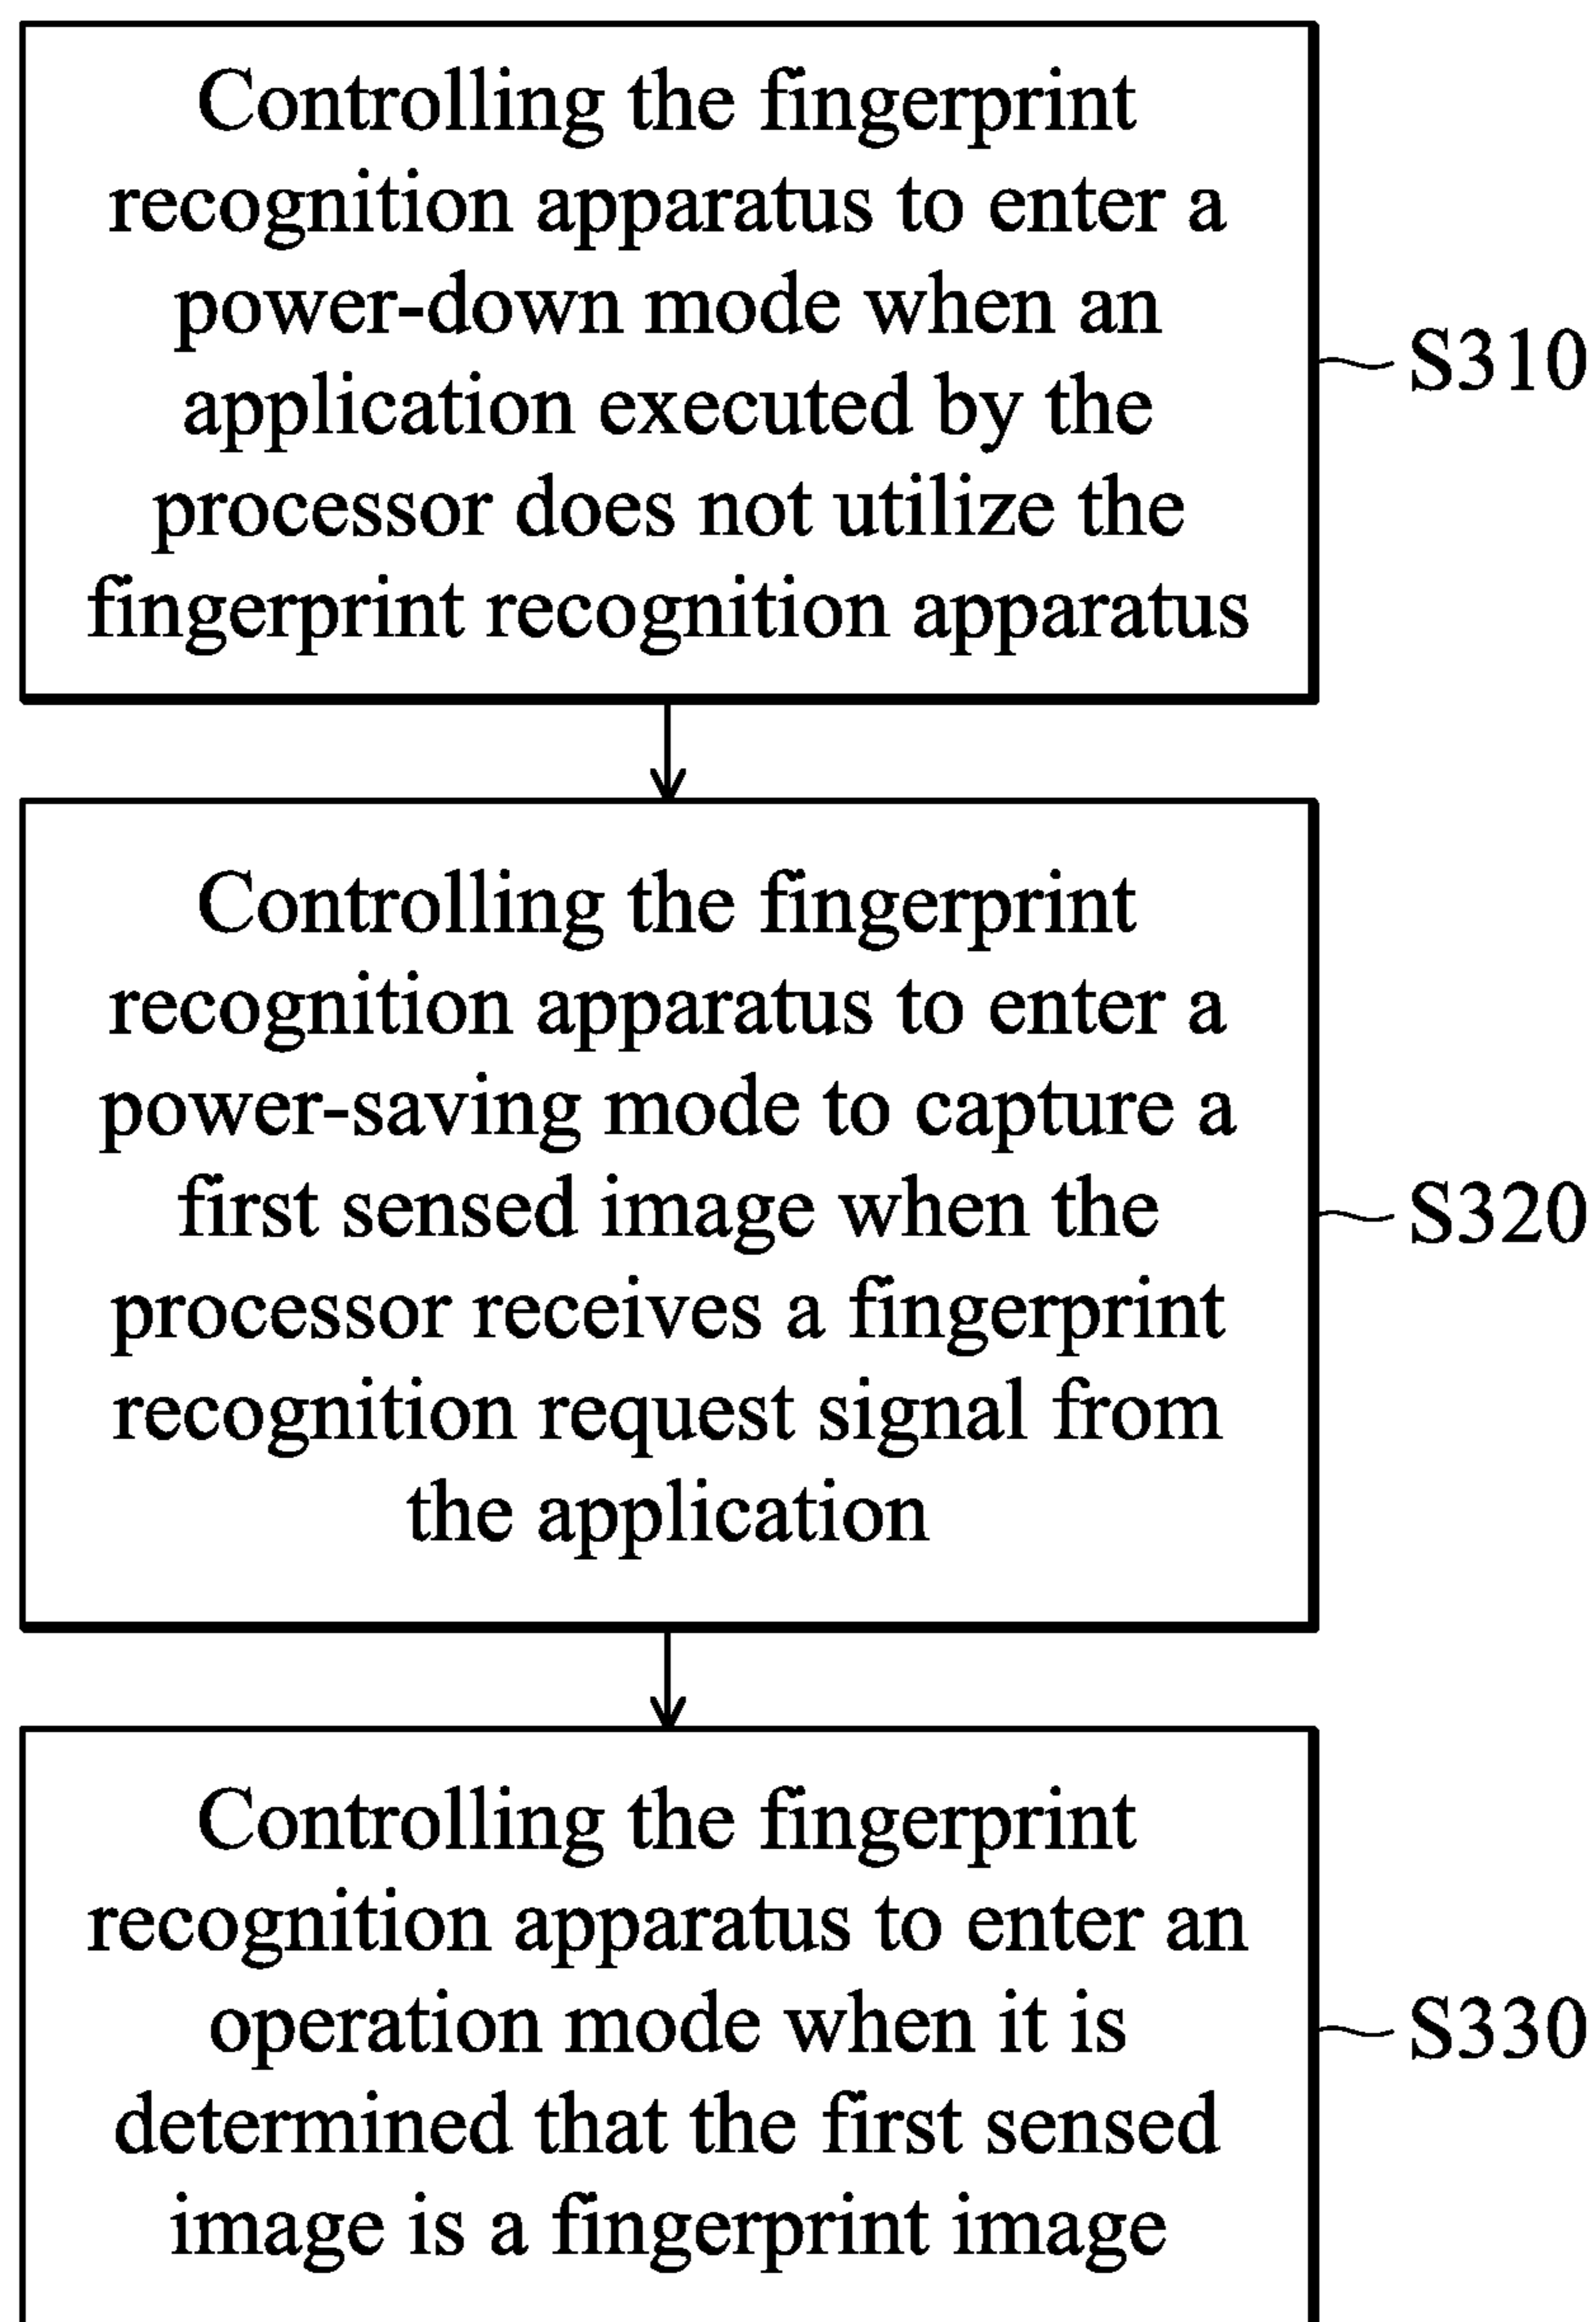 Controlling the fingerprint
recognition apparatus to enter a
power-down mode when an
application executed by the
processor does not utilize the
fingerprint recognition apparatus
S310
Controlling the fingerprint
recognition apparatus to enter a
power-saving mode to capture a
first sensed image when the
processor receives a fingerprint
recognition request signal from
the application
S320
Controlling the fingerprint
recognition apparatus to enter an
operation mode when it is
determined that the first sensed
image is a fingerprint image
S330